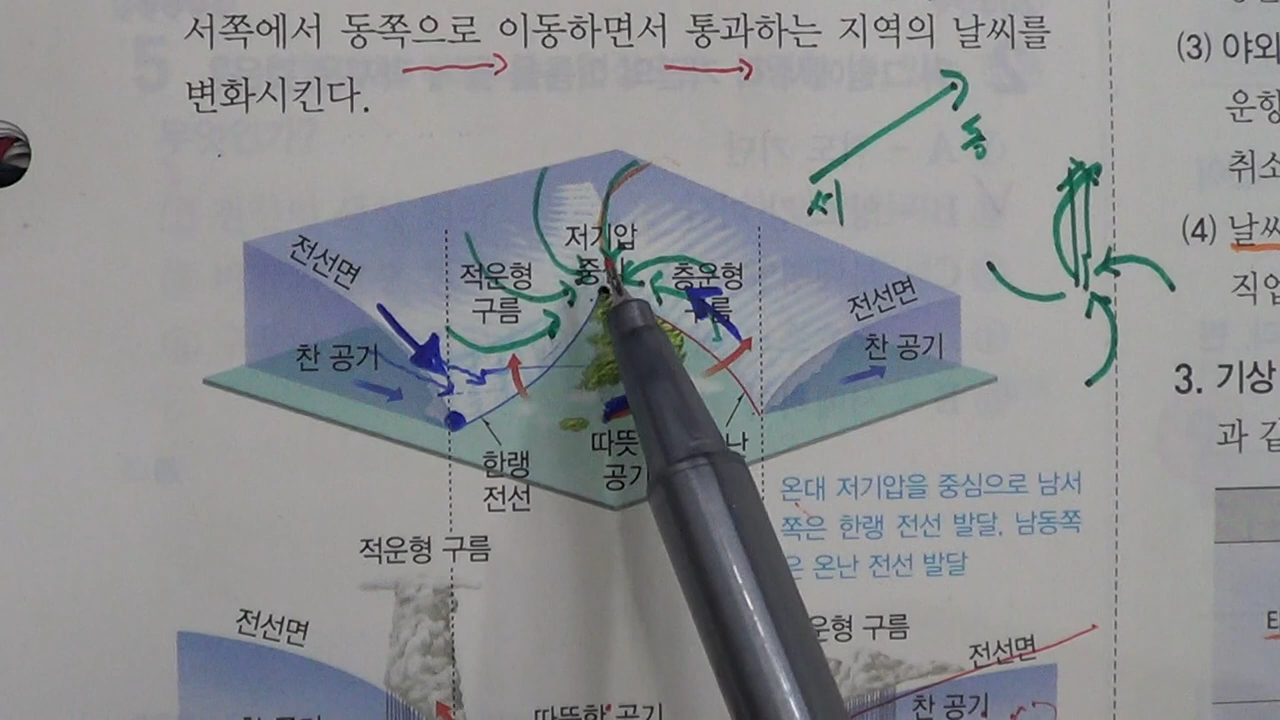 서쪽에서 동쪽으로 이동하면서 통과하는 지역의 날씨를
변화시킨다.
동
서
저기압
전선면
적운형
구름
층운형
전선면
찬 공기
찬 공기
따뜻
공기
한랭
전선
난
온대 저기압을 중심으로 남서
쪽은 한랭 전선 발달, 남동쪽
은 온난 전선 발달
적운형 구름
전선면
운형 구름
전선면
찬 공기
따뜻한 공기
(3) 야외
운항
취소
(4) 날씨
직업
3. 기상
과 같